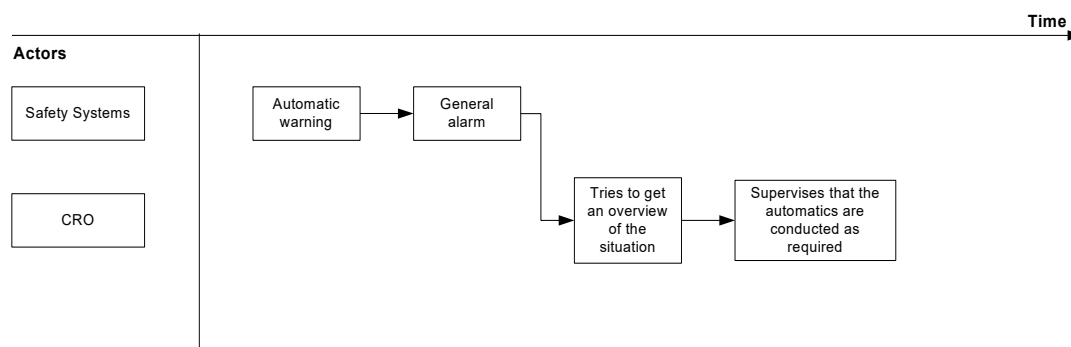 Time
Actors
Safety Systems
Automatic
warning
General
alarm
CRO
Tries to get
an overview
of the
situation
Supervises that the
automatics are
conducted as
required